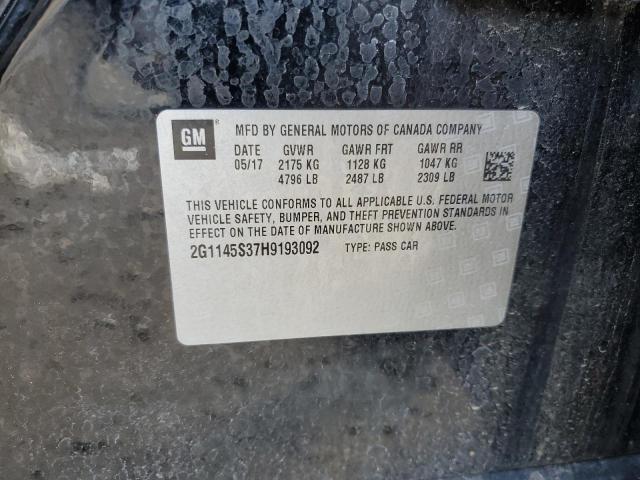 GM ® MFD BY GENERAL MOTORS OF CANADA COMPANY
DATE GVWR GAWR FRT GAWR RR
05/17 2175 KG 1128 KG 1047 KG
4796 LB 2487 LB 2309 LB
THIS VEHICLE CONFORMS TO ALL APPLICABLE U.S. FEDERAL MOTOR
VEHICLE SAFETY, BUMPER, AND THEFT PREVENTION STANDARDS IN
EFFECT ON THE DATE OF MANUFACTURE SHOWN ABOVE.
2G1145S37H9193092 TYPE: PASS CAR